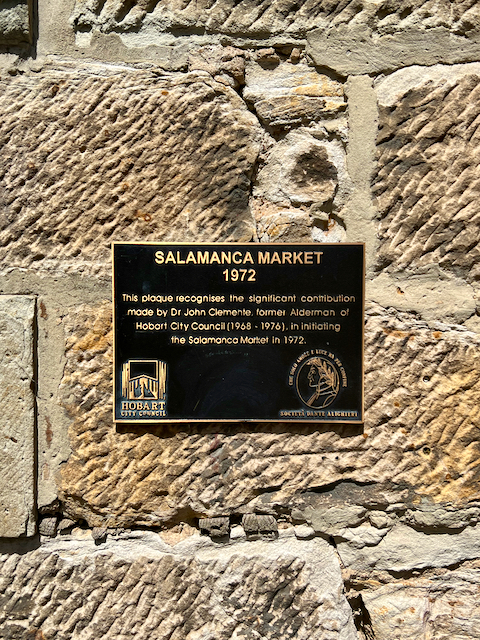 SALAMANCA MARKET
1972
This plaque recognises the significant contribution
made by Dr John Clemente, former Alderman of
Hobart City Council (1968 - 1976), in initiating
the Salamanca Market in 1972.
HOBART
CITY COUNCIL
SOCIETÀ DANTE ALIGHIERI